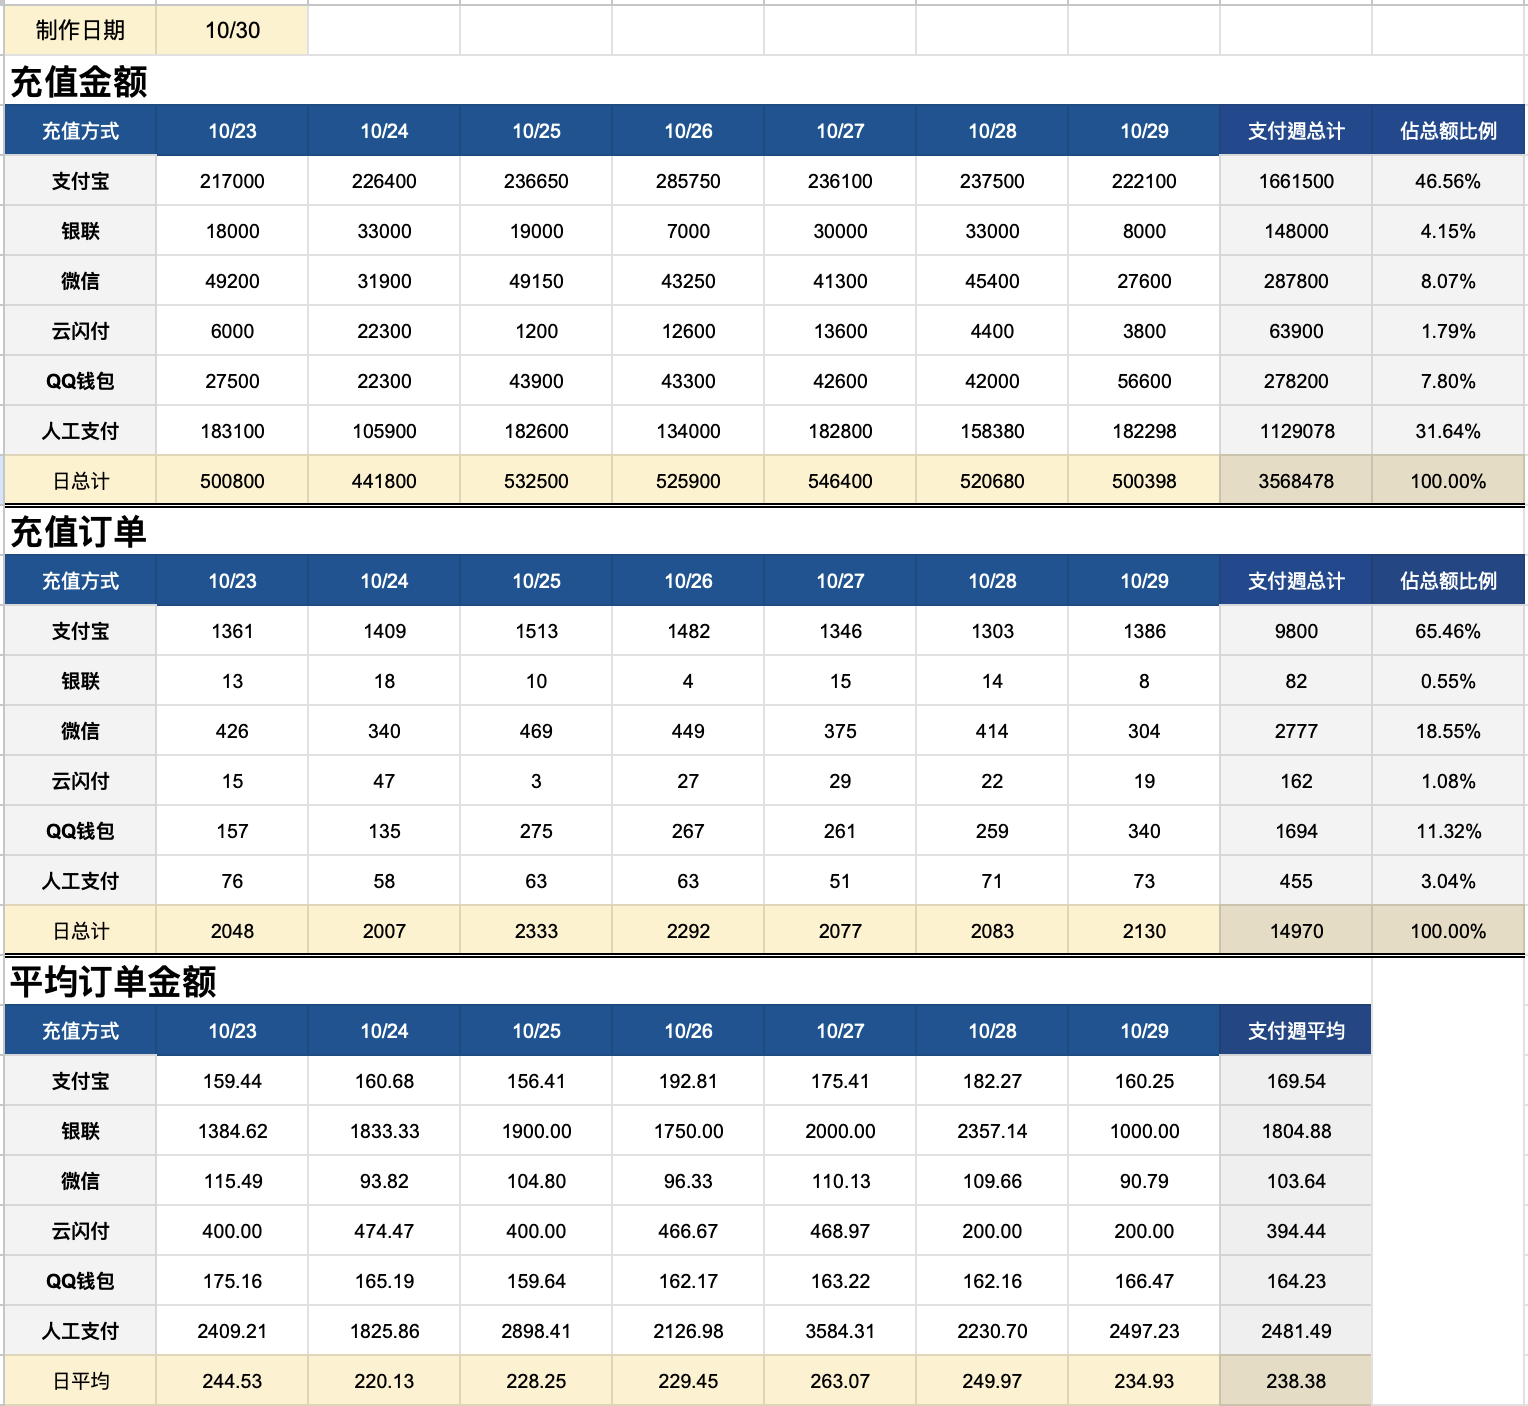 制作日期 10/30
充值金额
充值方式 10/23 10/24 10/25 10/26 10/27 10/28 10/29 支付週总计 佔总额比例
支付宝 217000 226400 236650 285750 236100 237500 222100 1661500 46.56%
银联 18000 33000 19000 7000 30000 33000 8000 148000 4.15%
微信 49200 31900 49150 43250 41300 45400 27600 287800 8.07%
云闪付 6000 22300 1200 12600 13600 4400 3800 63900 1.79%
QQ钱包 27500 22300 43900 43300 42600 42000 56600 278200 7.80%
人工支付 183100 105900 182600 134000 182800 158380 182298 1129078 31.64%
日总计 500800 441800 532500 525900 546400 520680 500398 3568478 100.00%
充值订单
充值方式 10/23 10/24 10/25 10/26 10/27 10/28 10/29 支付週总计 佔总额比例
支付宝 1361 1409 1513 1482 1346 1303 1386 9800 65.46%
银联 13 18 10 4 15 14 8 82 0.55%
微信 426 340 469 449 375 414 304 2777 18.55%
云闪付 15 47 3 27 29 22 19 162 1.08%
QQ钱包 157 135 275 267 261 259 340 1694 11.32%
人工支付 76 58 63 63 51 71 73 455 3.04%
日总计 2048 2007 2333 2292 2077 2083 2130 14970 100.00%
平均订单金额
充值方式 10/23 10/24 10/25 10/26 10/27 10/28 10/29 支付週平均
支付宝 159.44 160.68 156.41 192.81 175.41 182.27 160.25 169.54
银联 1384.62 1833.33 1900.00 1750.00 2000.00 2357.14 1000.00 1804.88
微信 115.49 93.82 104.80 96.33 110.13 109.66 90.79 103.64
云闪付 400.00 474.47 400.00 466.67 468.97 200.00 200.00 394.44
QQ钱包 175.16 165.19 159.64 162.17 163.22 162.16 166.47 164.23
人工支付 2409.21 1825.86 2898.41 2126.98 3584.31 2230.70 2497.23 2481.49
日平均 244.53 220.13 228.25 229.45 263.07 249.97 234.93 238.38